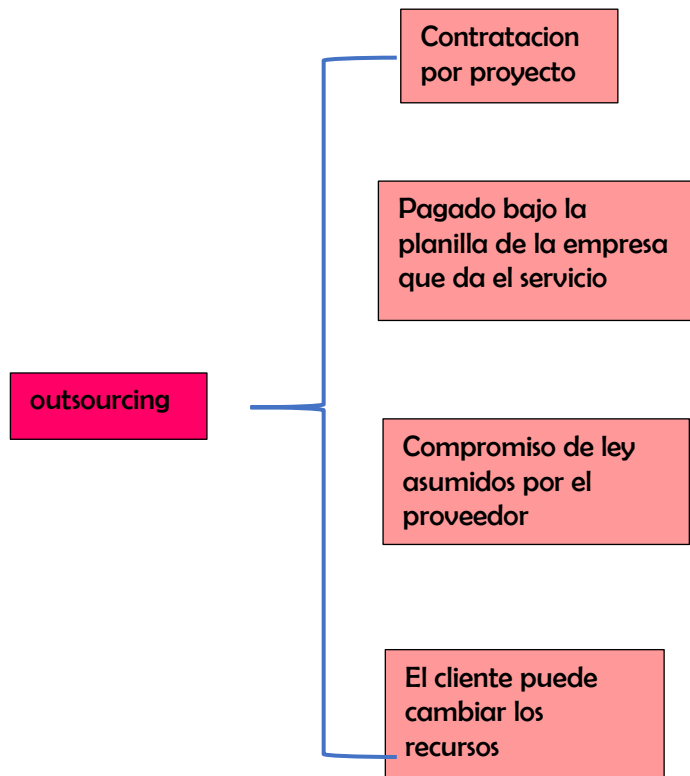 Contratacion
por proyecto
Pagado bajo la
planilla de la empresa
que da el servicio
outsourcing
Compromiso de ley
asumidos por el
proveedor
El cliente puede
cambiar los
recursos